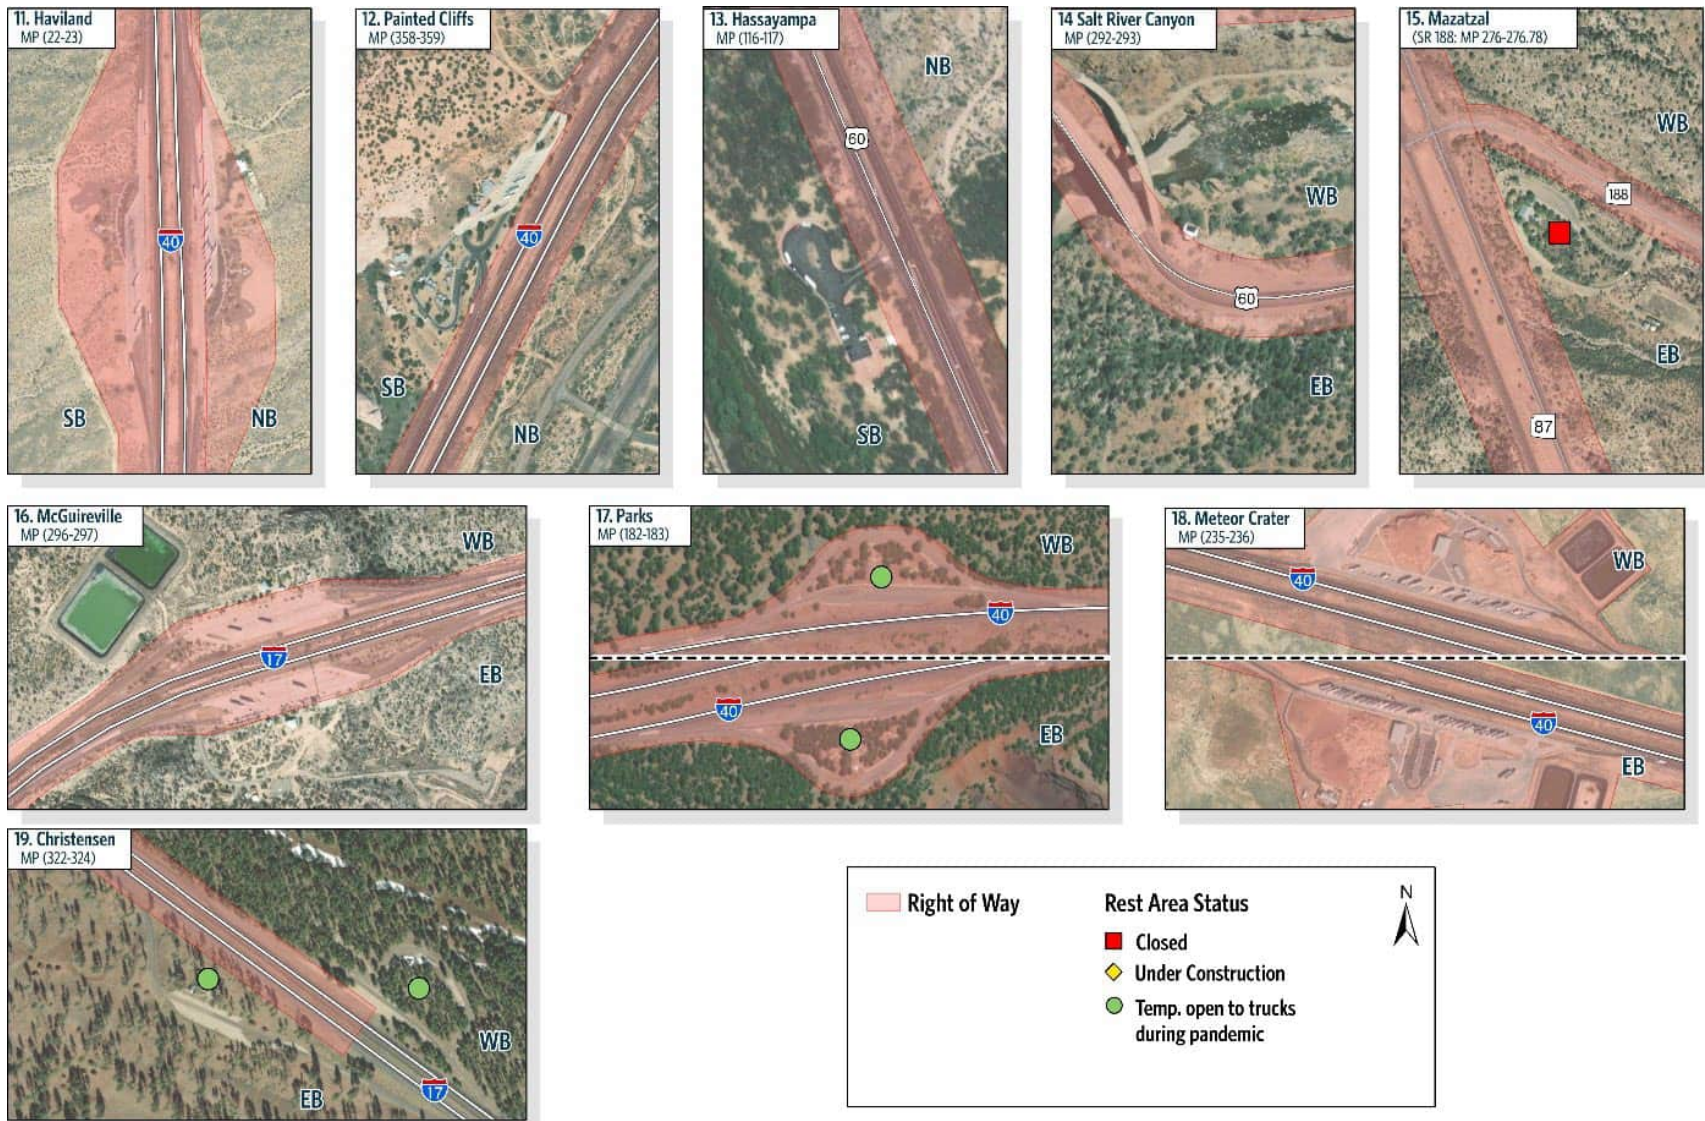 11. Haviland
MP (22-23)
40
SB
NB
12. Painted Cliffs
MP (358-359)
40
SB
NB
13. Hassayampa
MP (116-117)
NB
60
SB
14 Salt River Canyon
MP (292-293)
WB
60
EB
15. Mazatzal
(SR 188: MP 276-276.78)
WB
188
EB
87
16. McGuireville
MP (296-297)
WB
17
EB
17. Parks
MP (182-183)
WB
40
40
EB
18. Meteor Crater
MP (235-236)
WB
40
40
EB
19. Christensen
MP (322-324)
WB
17
EB
Right of Way
Rest Area Status
N
Closed
Under Construction
Temp. open to trucks
during pandemic